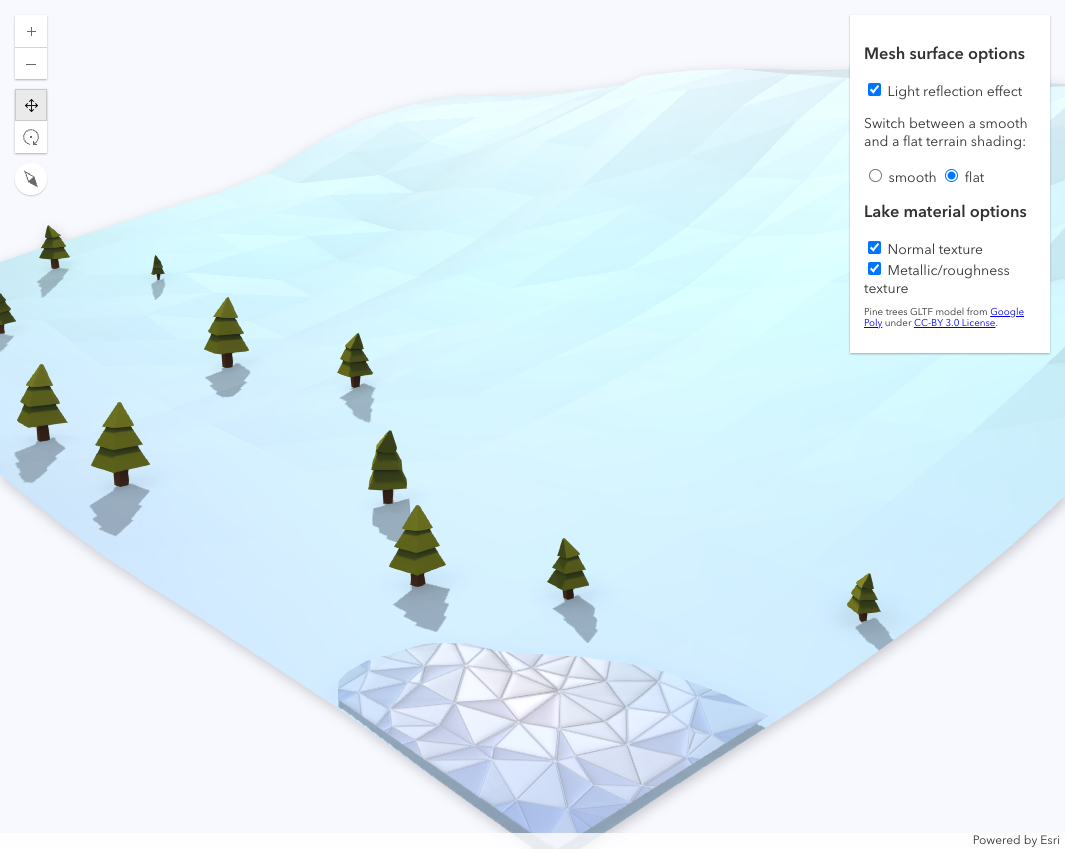 Mesh surface options
Light reflection effect
Switch between a smooth
and a flat terrain shading:
smooth flat
Lake material options
Normal texture
Metallic/roughness
texture
Pine trees GLTF model from Google
Poly under CC-BY 3.0 License.
Powered by Esri